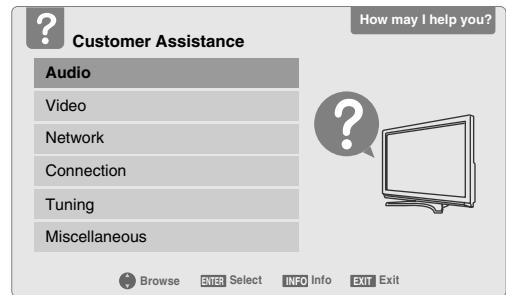 How may I help you?
? Customer Assistance
Audio
Video
Network
Connection
Tuning
Miscellaneous
?
Browse ENTER Select INFO Info EXIT Exit